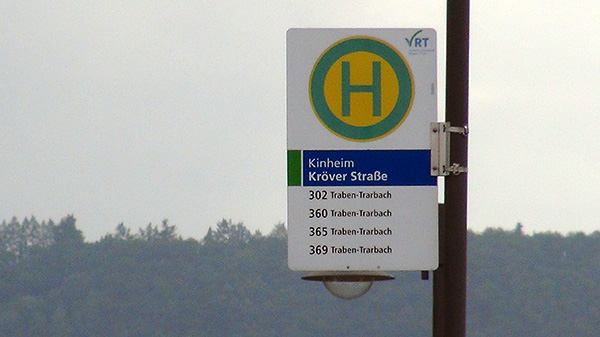 VRT
H
Kinheim
Kröver Straße
302 Traben-Trarbach
360 Traben-Trarbach
365 Traben-Trarbach
369 Traben-Trarbach